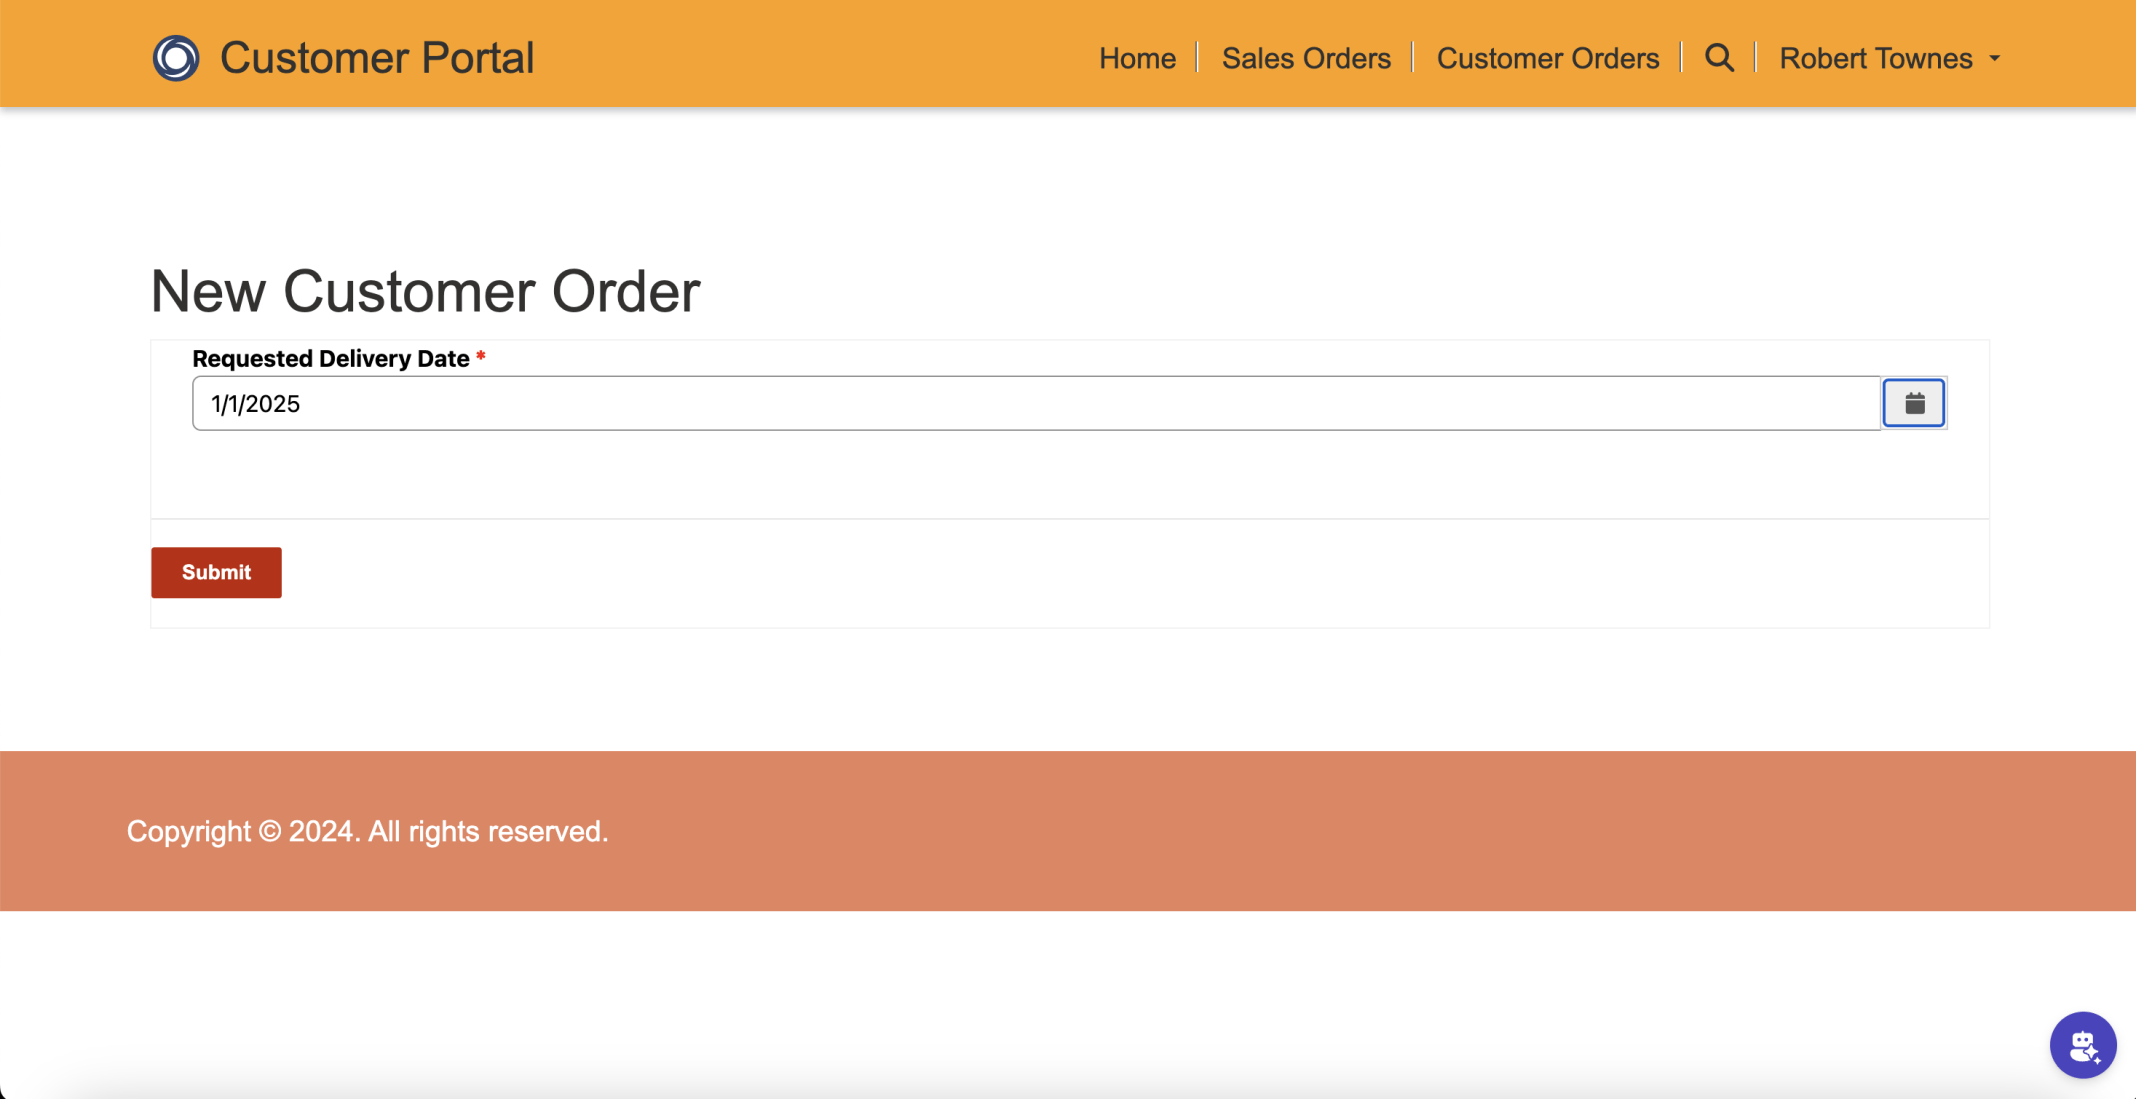 Customer Portal
Home
Sales Orders
Customer Orders
Robert Townes
New Customer Order
Requested Delivery Date *
1/1/2025
Submit
Copyright © 2024. All rights reserved.